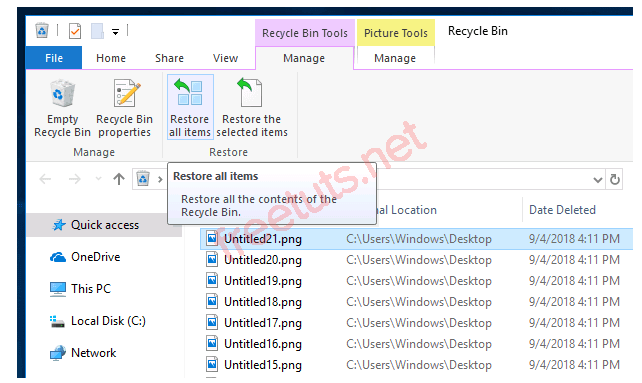 Recycle Bin Tools Picture Tools Recycle Bin
File Home Share View Manage Manage
Empty Recycle Bin
Recycle Bin properties
Restore all items
Restore the selected items
Manage Restore
Restore all items
Restore all the contents of the
Recycle Bin.
Location Date Deleted
Quick access
OneDrive
This PC
Local Disk (C:)
Network
Untitled21.png C:\Users\Windows\Desktop 9/4/2018 4:11 PM
Untitled20.png C:\Users\Windows\Desktop 9/4/2018 4:11 PM
Untitled19.png C:\Users\Windows\Desktop 9/4/2018 4:11 PM
Untitled18.png C:\Users\Windows\Desktop 9/4/2018 4:11 PM
Untitled17.png C:\Users\Windows\Desktop 9/4/2018 4:11 PM
Untitled16.png C:\Users\Windows\Desktop 9/4/2018 4:11 PM
Untitled15.png C:\Users\Windows\Desktop 9/4/2018 4:11 PM
freetuts.net